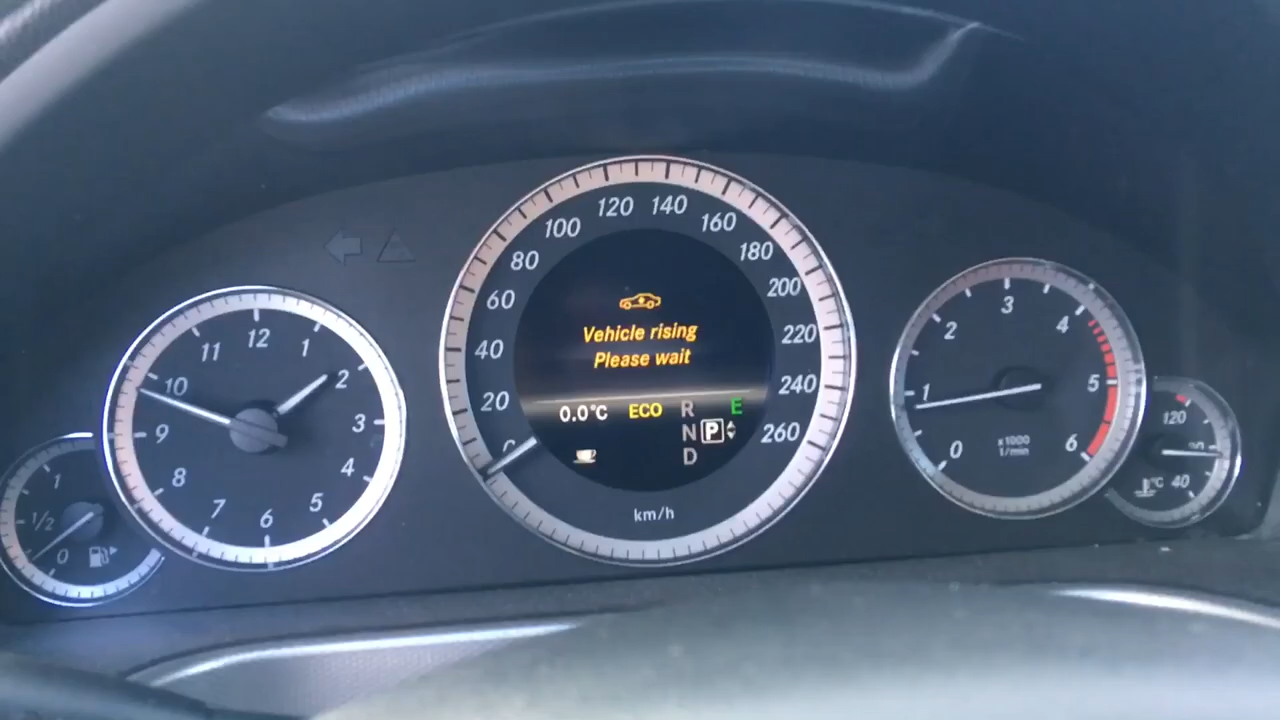 1
1/2
0
12
1
2
3
4
5
6
7
8
9
10
11
0
20
40
60
80
100
120
140
160
180
200
220
240
260
km/h
Vehicle rising
Please wait
0.0°C
ECO
R
N
D
P
E
0
1
2
3
4
5
6
x1000
1/min
120
40
°C